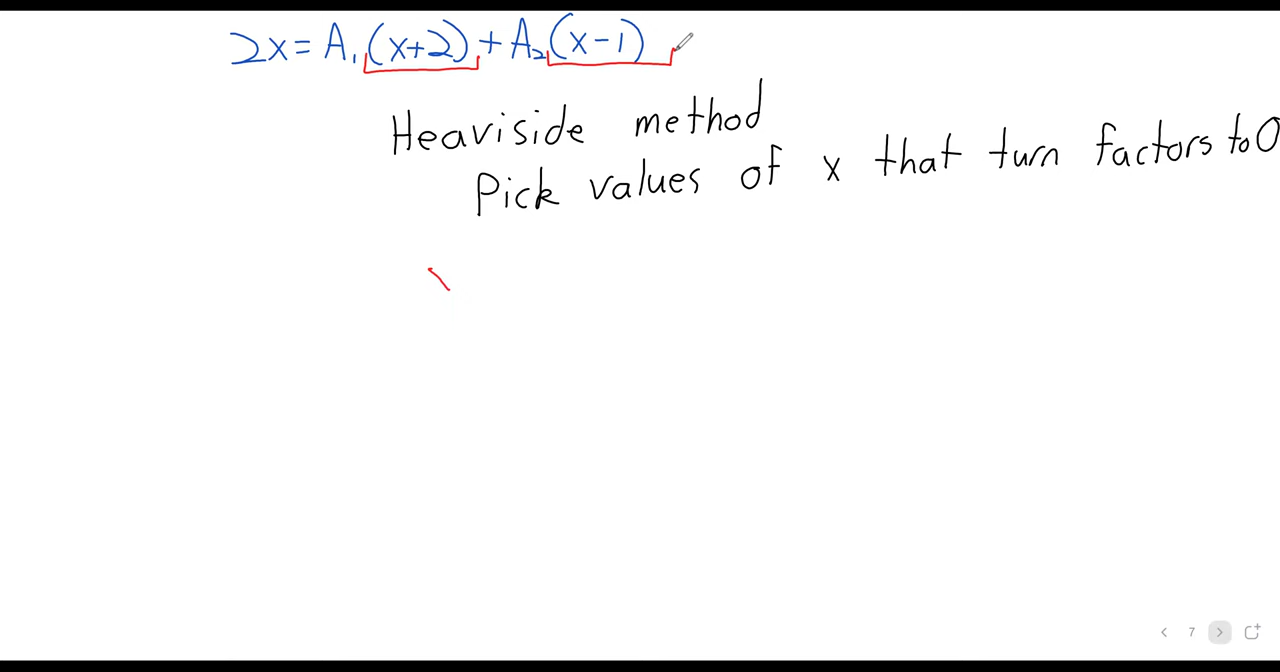 2x = A₁(x+2) + A₂(x-1)
Heaviside method
Pick values of x that turn factors to 0
7